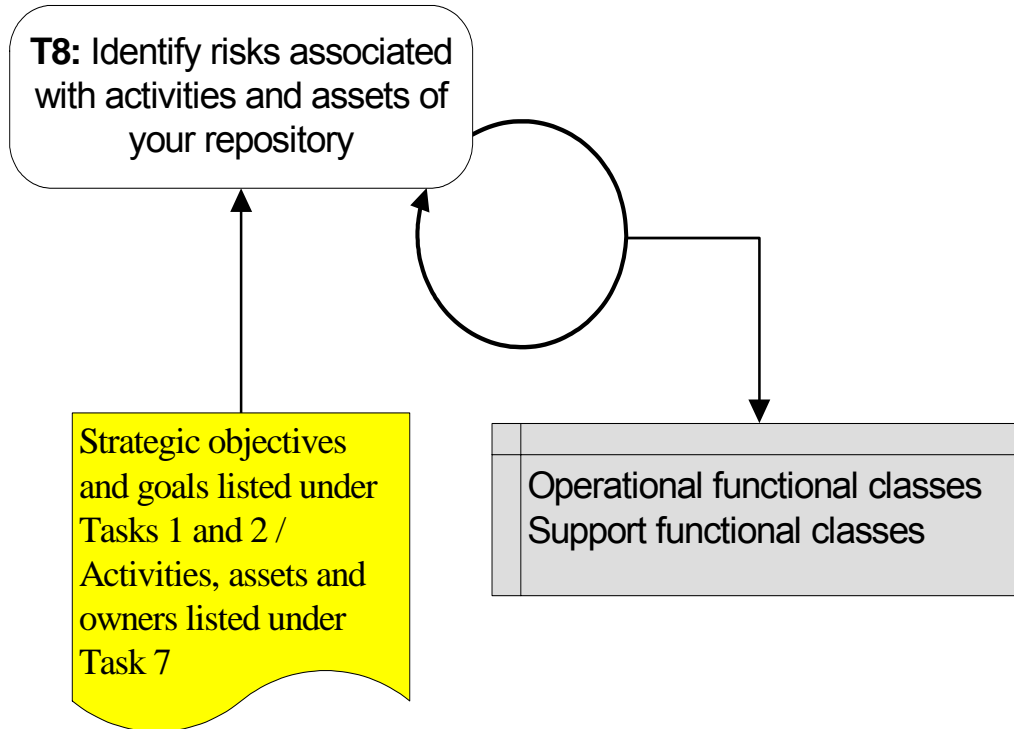 T8: Identify risks associated
with activities and assets of
your repository
Strategic objectives
and goals listed under
Tasks 1 and 2 /
Activities, assets and
owners listed under
Task 7
Operational functional classes
Support functional classes